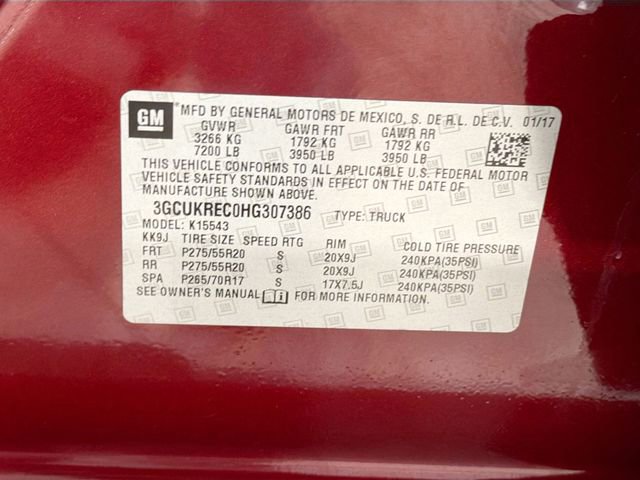 GM *MFD BY GENERAL MOTORS DE MEXICO, S. DE R.L. DE C.V. 01/17
GVWR GAWR FRT GAWR RR
3266 KG 1792 KG 1792 KG
7200 LB 3950 LB 3950 LB
THIS VEHICLE CONFORMS TO ALL APPLICABLE U.S. FEDERAL MOTOR
VEHICLE SAFETY STANDARDS IN EFFECT ON THE DATE OF
MANUFACTURE SHOWN ABOVE.
3GCUKREC0HG307386 TYPE: TRUCK
MODEL: K15543
KK9J TIRE SIZE SPEED RTG RIM COLD TIRE PRESSURE
FRT P275/55R20 S 20X9J 240KPA(35PSI)
RR P275/55R20 S 20X9J 240KPA(35PSI)
SPA P265/70R17 S 17X7.5J 240KPA(35PSI)
SEE OWNER'S MANUAL FOR MORE INFORMATION.